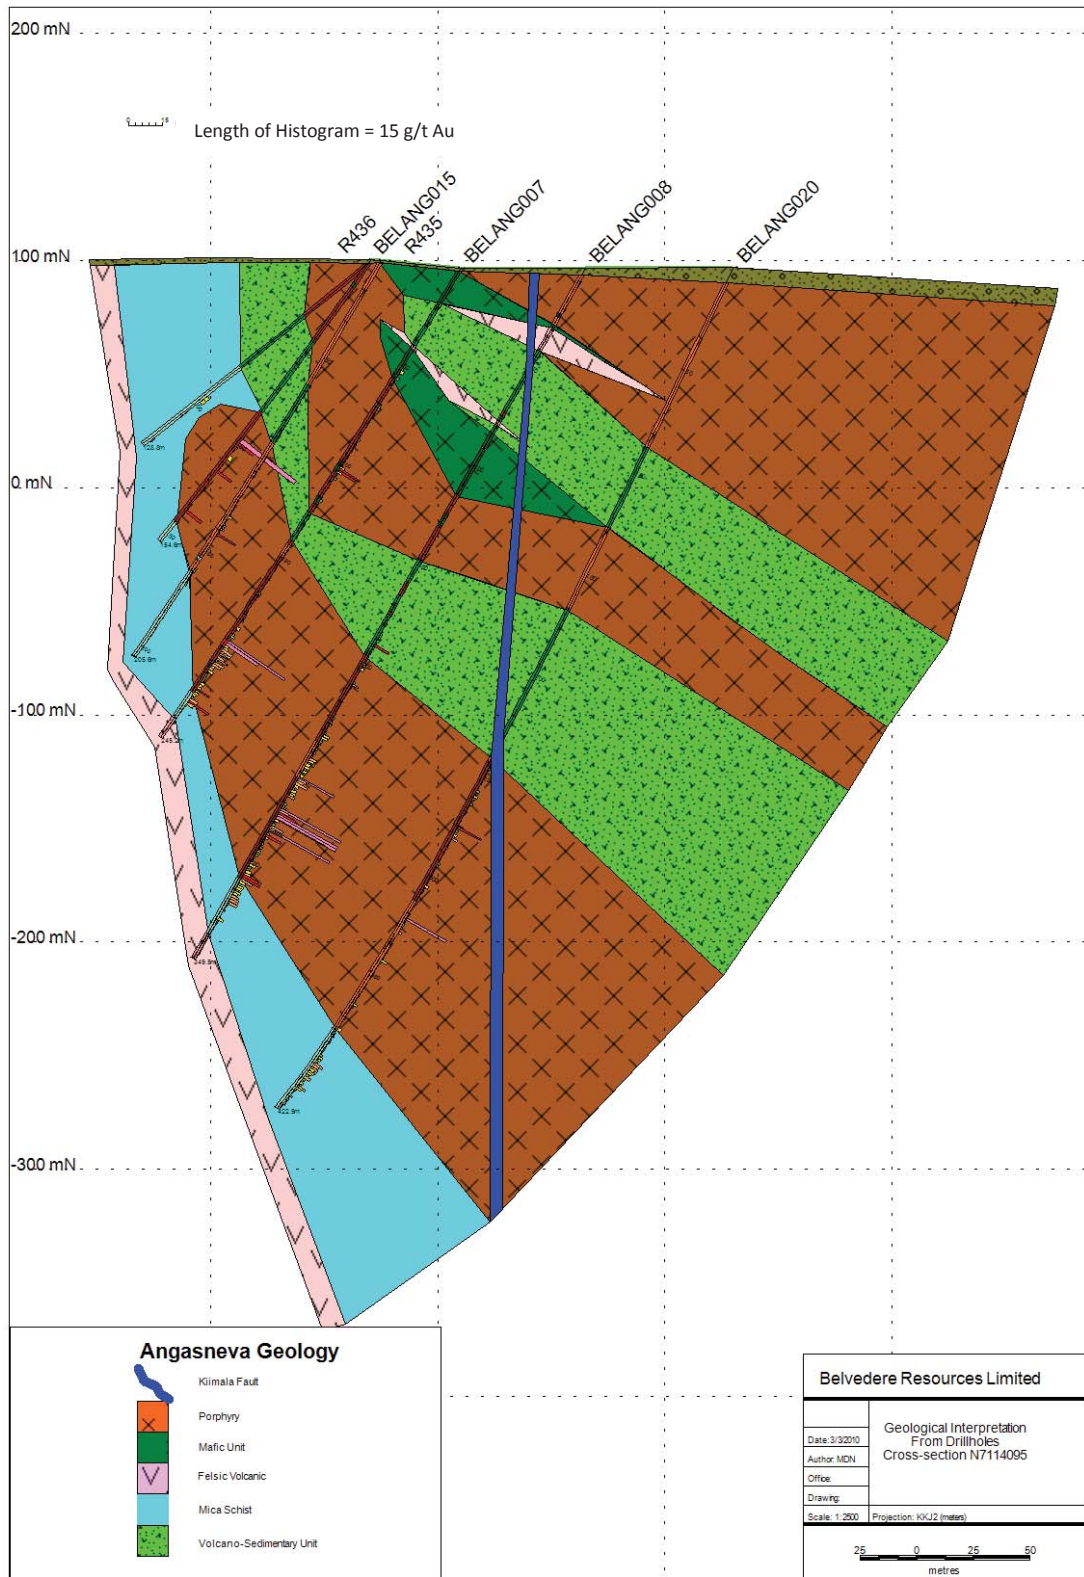 200 mN
0 15
Length of Histogram = 15 g/t Au
R436
BELANG015
R435
BELANG007
BELANG008
BELANG020
100 mN
0 mN
-100 mN
-200 mN
-300 mN
Angasneva Geology
Kiimala Fault
Porphyry
Mafic Unit
Felsic Volcanic
Mica Schist
Volcano-Sedimentary Unit
Belvedere Resources Limited
Geological Interpretation
From Drillholes
Cross-section N7114095
Date: 3/3/2010
Author: MDN
Office:
Drawing:
Scale: 1:2500 Projection: KKJ2 (meters)
25 0 25 50
metres